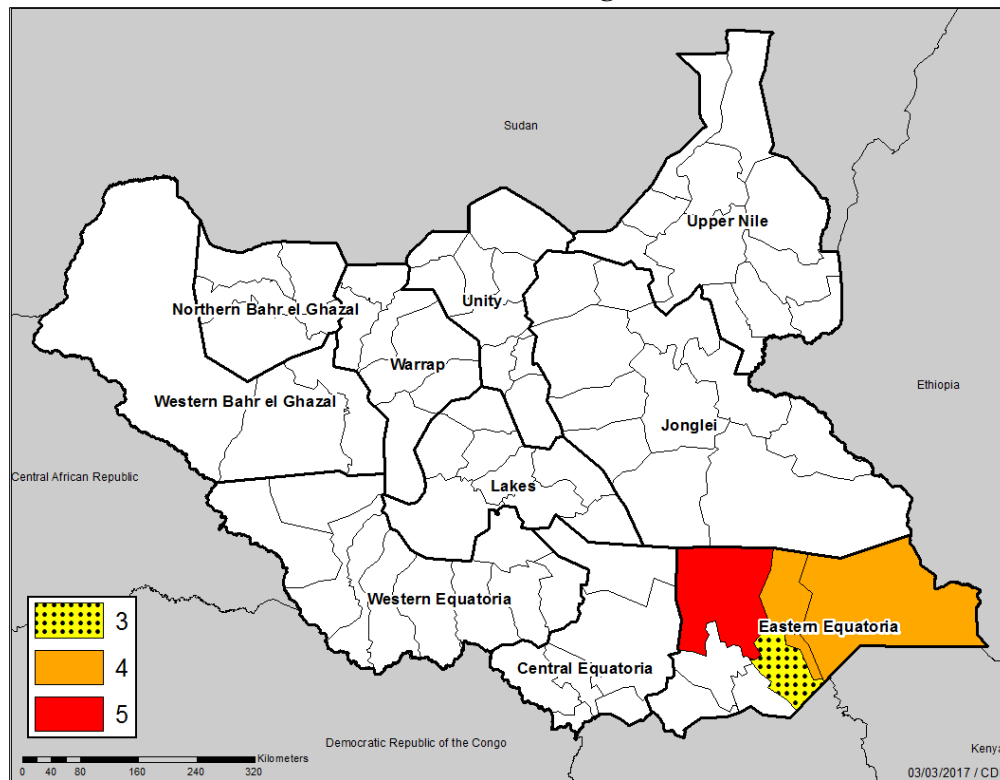 Sudan
Upper Nile
Northern Bahr el Ghazal
Unity
Warrap
Ethiopia
Western Bahr el Ghazal
Jonglei
Central African Republic
Lakes
Western Equatoria
Eastern Equatoria
Central Equatoria
3
4
5
Democratic Republic of the Congo
Kenya
Kilometers
0 40 80 160 240 320
03/03/2017 / CD